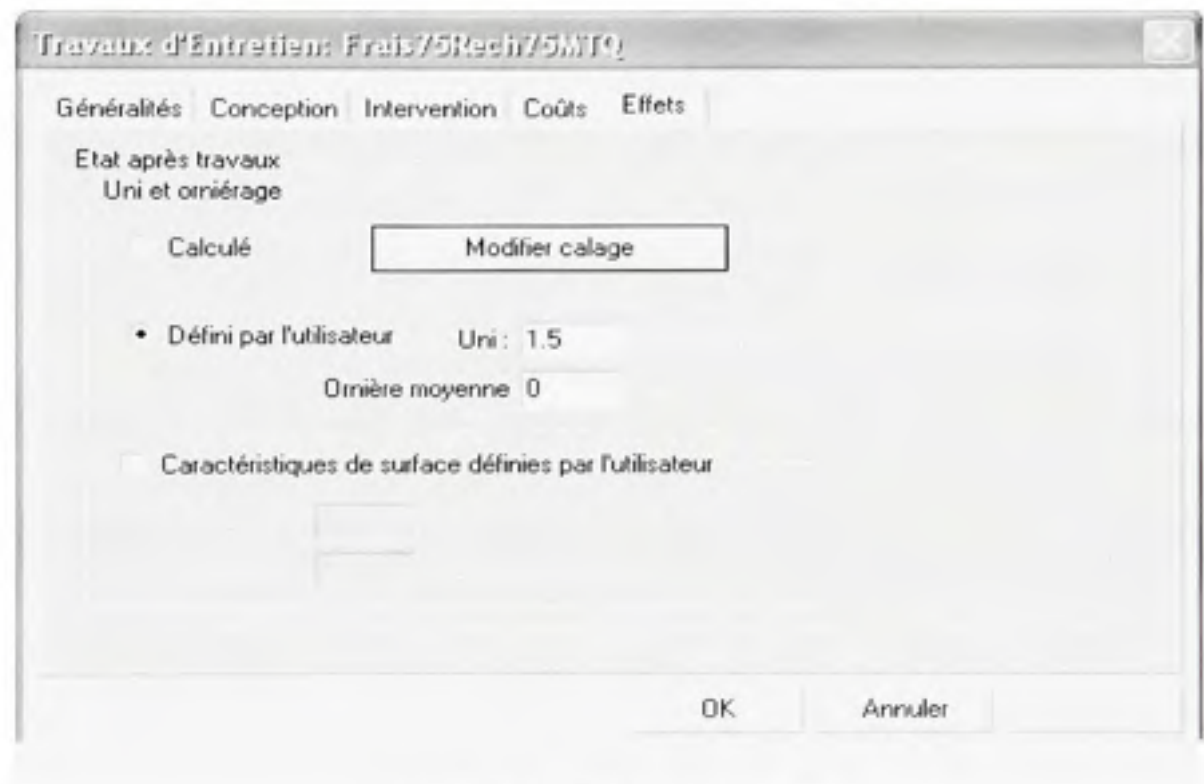 Travaux d'Entretien: Frais75Rech75MTQ
Généralités Conception Intervention Coûts Effets
Etat après travaux
Uni et orniérage
Calculé Modifier calage
Défini par l'utilisateur Uni : 1.5
Ornière moyenne 0
Caractéristiques de surface définies par l'utilisateur
OK Annuler